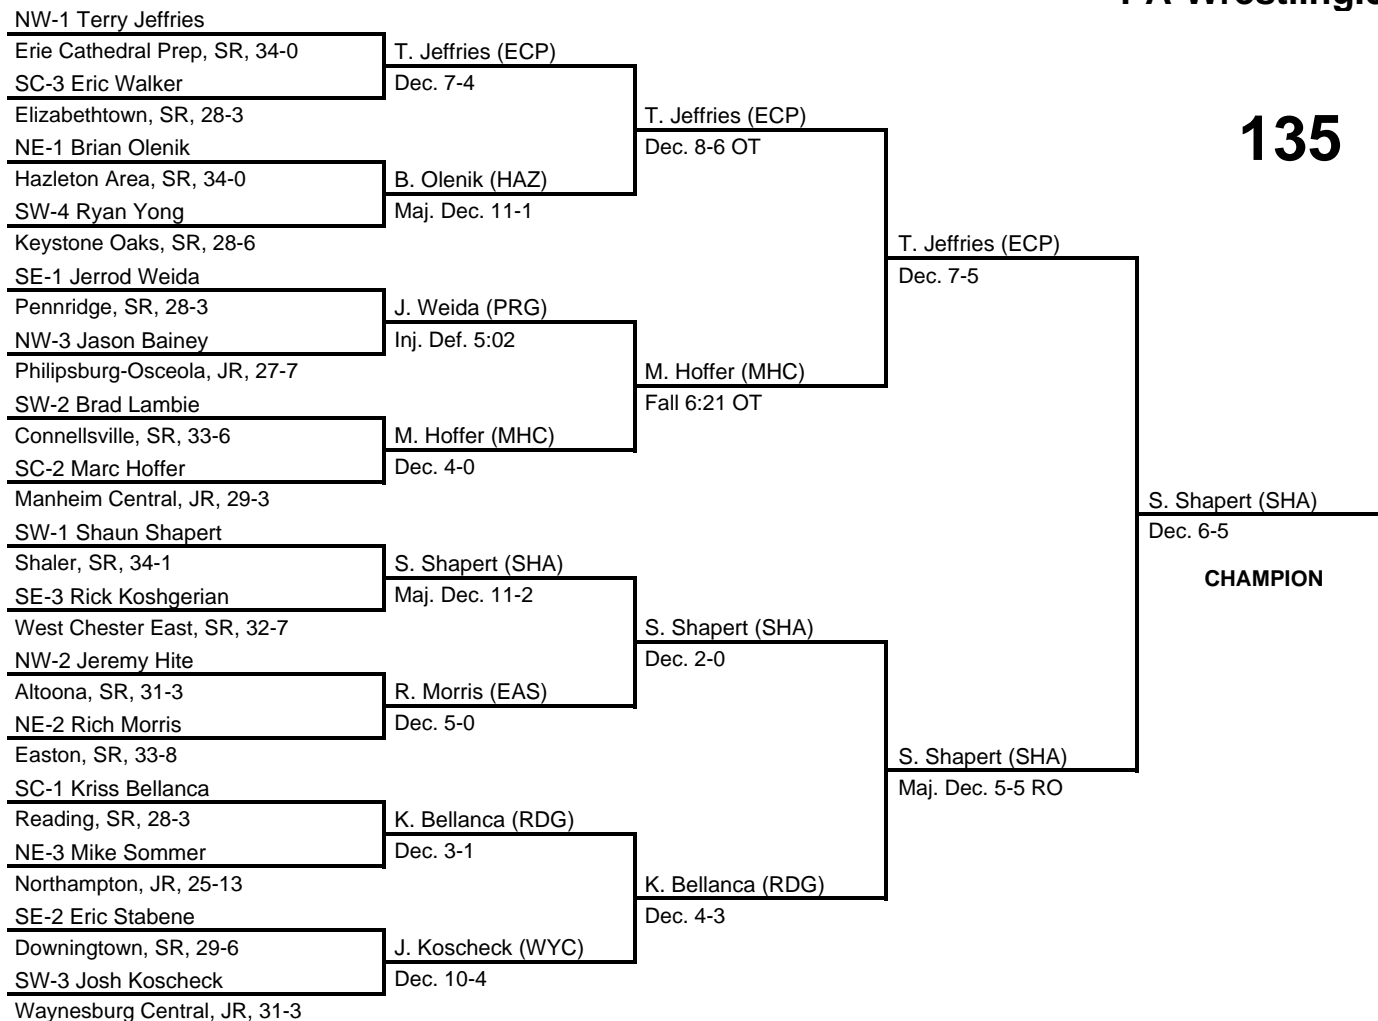 NW-1 Terry Jeffries
Erie Cathedral Prep, SR, 34-0
SC-3 Eric Walker
Elizabethtown, SR, 28-3
NE-1 Brian Olenik
Hazleton Area, SR, 34-0
SW-4 Ryan Yong
Keystone Oaks, SR, 28-6
SE-1 Jerrod Weida
Pennridge, SR, 28-3
NW-3 Jason Bainey
Philipsburg-Osceola, JR, 27-7
SW-2 Brad Lambie
Connellsville, SR, 33-6
SC-2 Marc Hoffer
Manheim Central, JR, 29-3
SW-1 Shaun Shapert
Shaler, SR, 34-1
SE-3 Rick Koshgerian
West Chester East, SR, 32-7
NW-2 Jeremy Hite
Altoona, SR, 31-3
NE-2 Rich Morris
Easton, SR, 33-8
SC-1 Kriss Bellanca
Reading, SR, 28-3
NE-3 Mike Sommer
Northampton, JR, 25-13
SE-2 Eric Stabene
Downingtown, SR, 29-6
SW-3 Josh Koscheck
Waynesburg Central, JR, 31-3
T. Jeffries (ECP)
Dec. 7-4
B. Olenik (HAZ)
Maj. Dec. 11-1
J. Weida (PRG)
Inj. Def. 5:02
M. Hoffer (MHC)
Dec. 4-0
S. Shapert (SHA)
Maj. Dec. 11-2
R. Morris (EAS)
Dec. 5-0
K. Bellanca (RDG)
Dec. 3-1
J. Koscheck (WYC)
Dec. 10-4
T. Jeffries (ECP)
Dec. 8-6 OT
M. Hoffer (MHC)
Fall 6:21 OT
S. Shapert (SHA)
Dec. 2-0
K. Bellanca (RDG)
Dec. 4-3
T. Jeffries (ECP)
Dec. 7-5
S. Shapert (SHA)
Maj. Dec. 5-5 RO
135
S. Shapert (SHA)
Dec. 6-5
CHAMPION